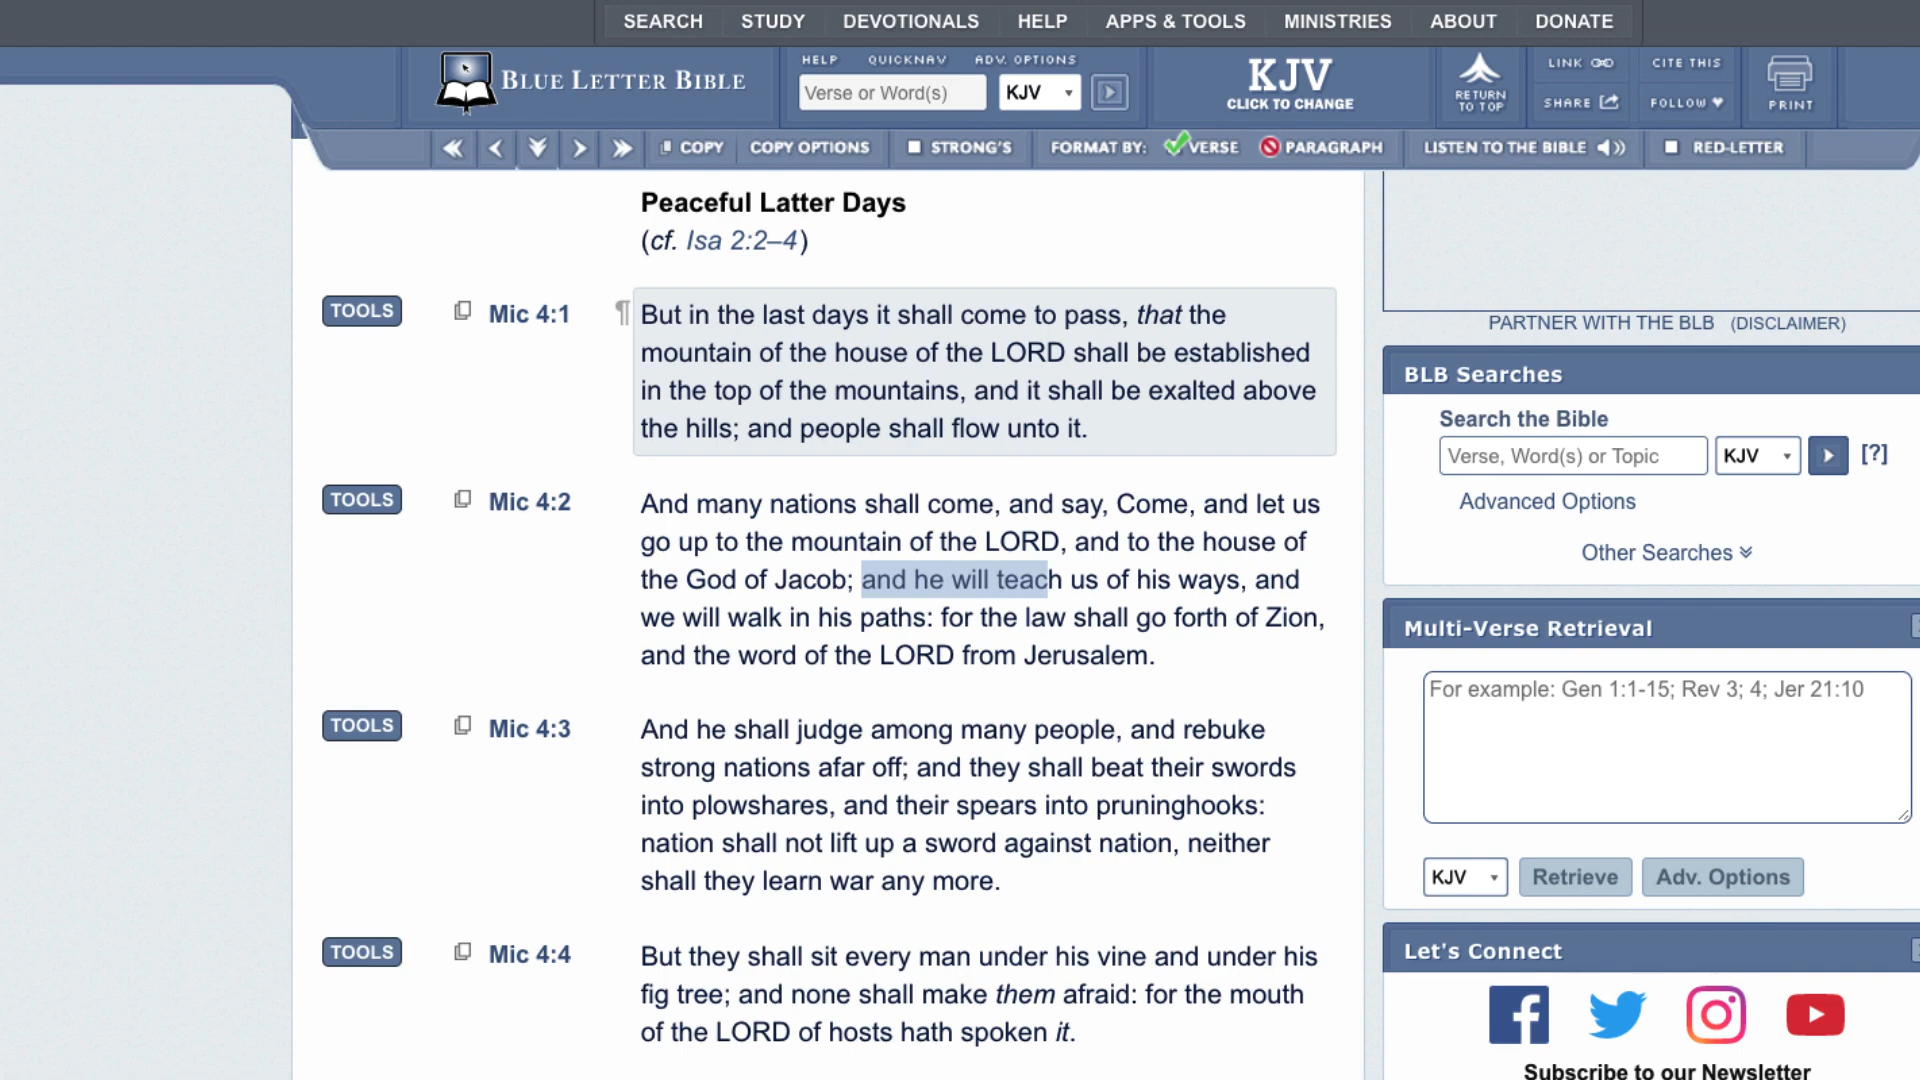 SEARCH STUDY DEVOTIONALS HELP APPS & TOOLS MINISTRIES ABOUT DONATE
BLUE LETTER BIBLE
HELP QUICKNAV ADV. OPTIONS
Verse or Word(s) KJV
KJV
CLICK TO CHANGE
RETURN
TO TOP
LINK
SHARE
CITE THIS
FOLLOW
PRINT
COPY COPY OPTIONS STRONG'S FORMAT BY: VERSE PARAGRAPH LISTEN TO THE BIBLE RED-LETTER
Peaceful Latter Days
(cf. Isa 2:2–4)
TOOLS Mic 4:1 ¶ But in the last days it shall come to pass, that the
mountain of the house of the LORD shall be established
in the top of the mountains, and it shall be exalted above
the hills; and people shall flow unto it.
TOOLS Mic 4:2 And many nations shall come, and say, Come, and let us
go up to the mountain of the LORD, and to the house of
the God of Jacob; and he will teach us of his ways, and
we will walk in his paths: for the law shall go forth of Zion,
and the word of the LORD from Jerusalem.
TOOLS Mic 4:3 And he shall judge among many people, and rebuke
strong nations afar off; and they shall beat their swords
into plowshares, and their spears into pruninghooks:
nation shall not lift up a sword against nation, neither
shall they learn war any more.
TOOLS Mic 4:4 But they shall sit every man under his vine and under his
fig tree; and none shall make them afraid: for the mouth
of the LORD of hosts hath spoken it.
PARTNER WITH THE BLB (DISCLAIMER)
BLB Searches
Search the Bible
Verse, Word(s) or Topic KJV [?]
Advanced Options
Other Searches
Multi-Verse Retrieval
For example: Gen 1:1-15; Rev 3; 4; Jer 21:10
KJV Retrieve Adv. Options
Let's Connect
Subscribe to our Newsletter